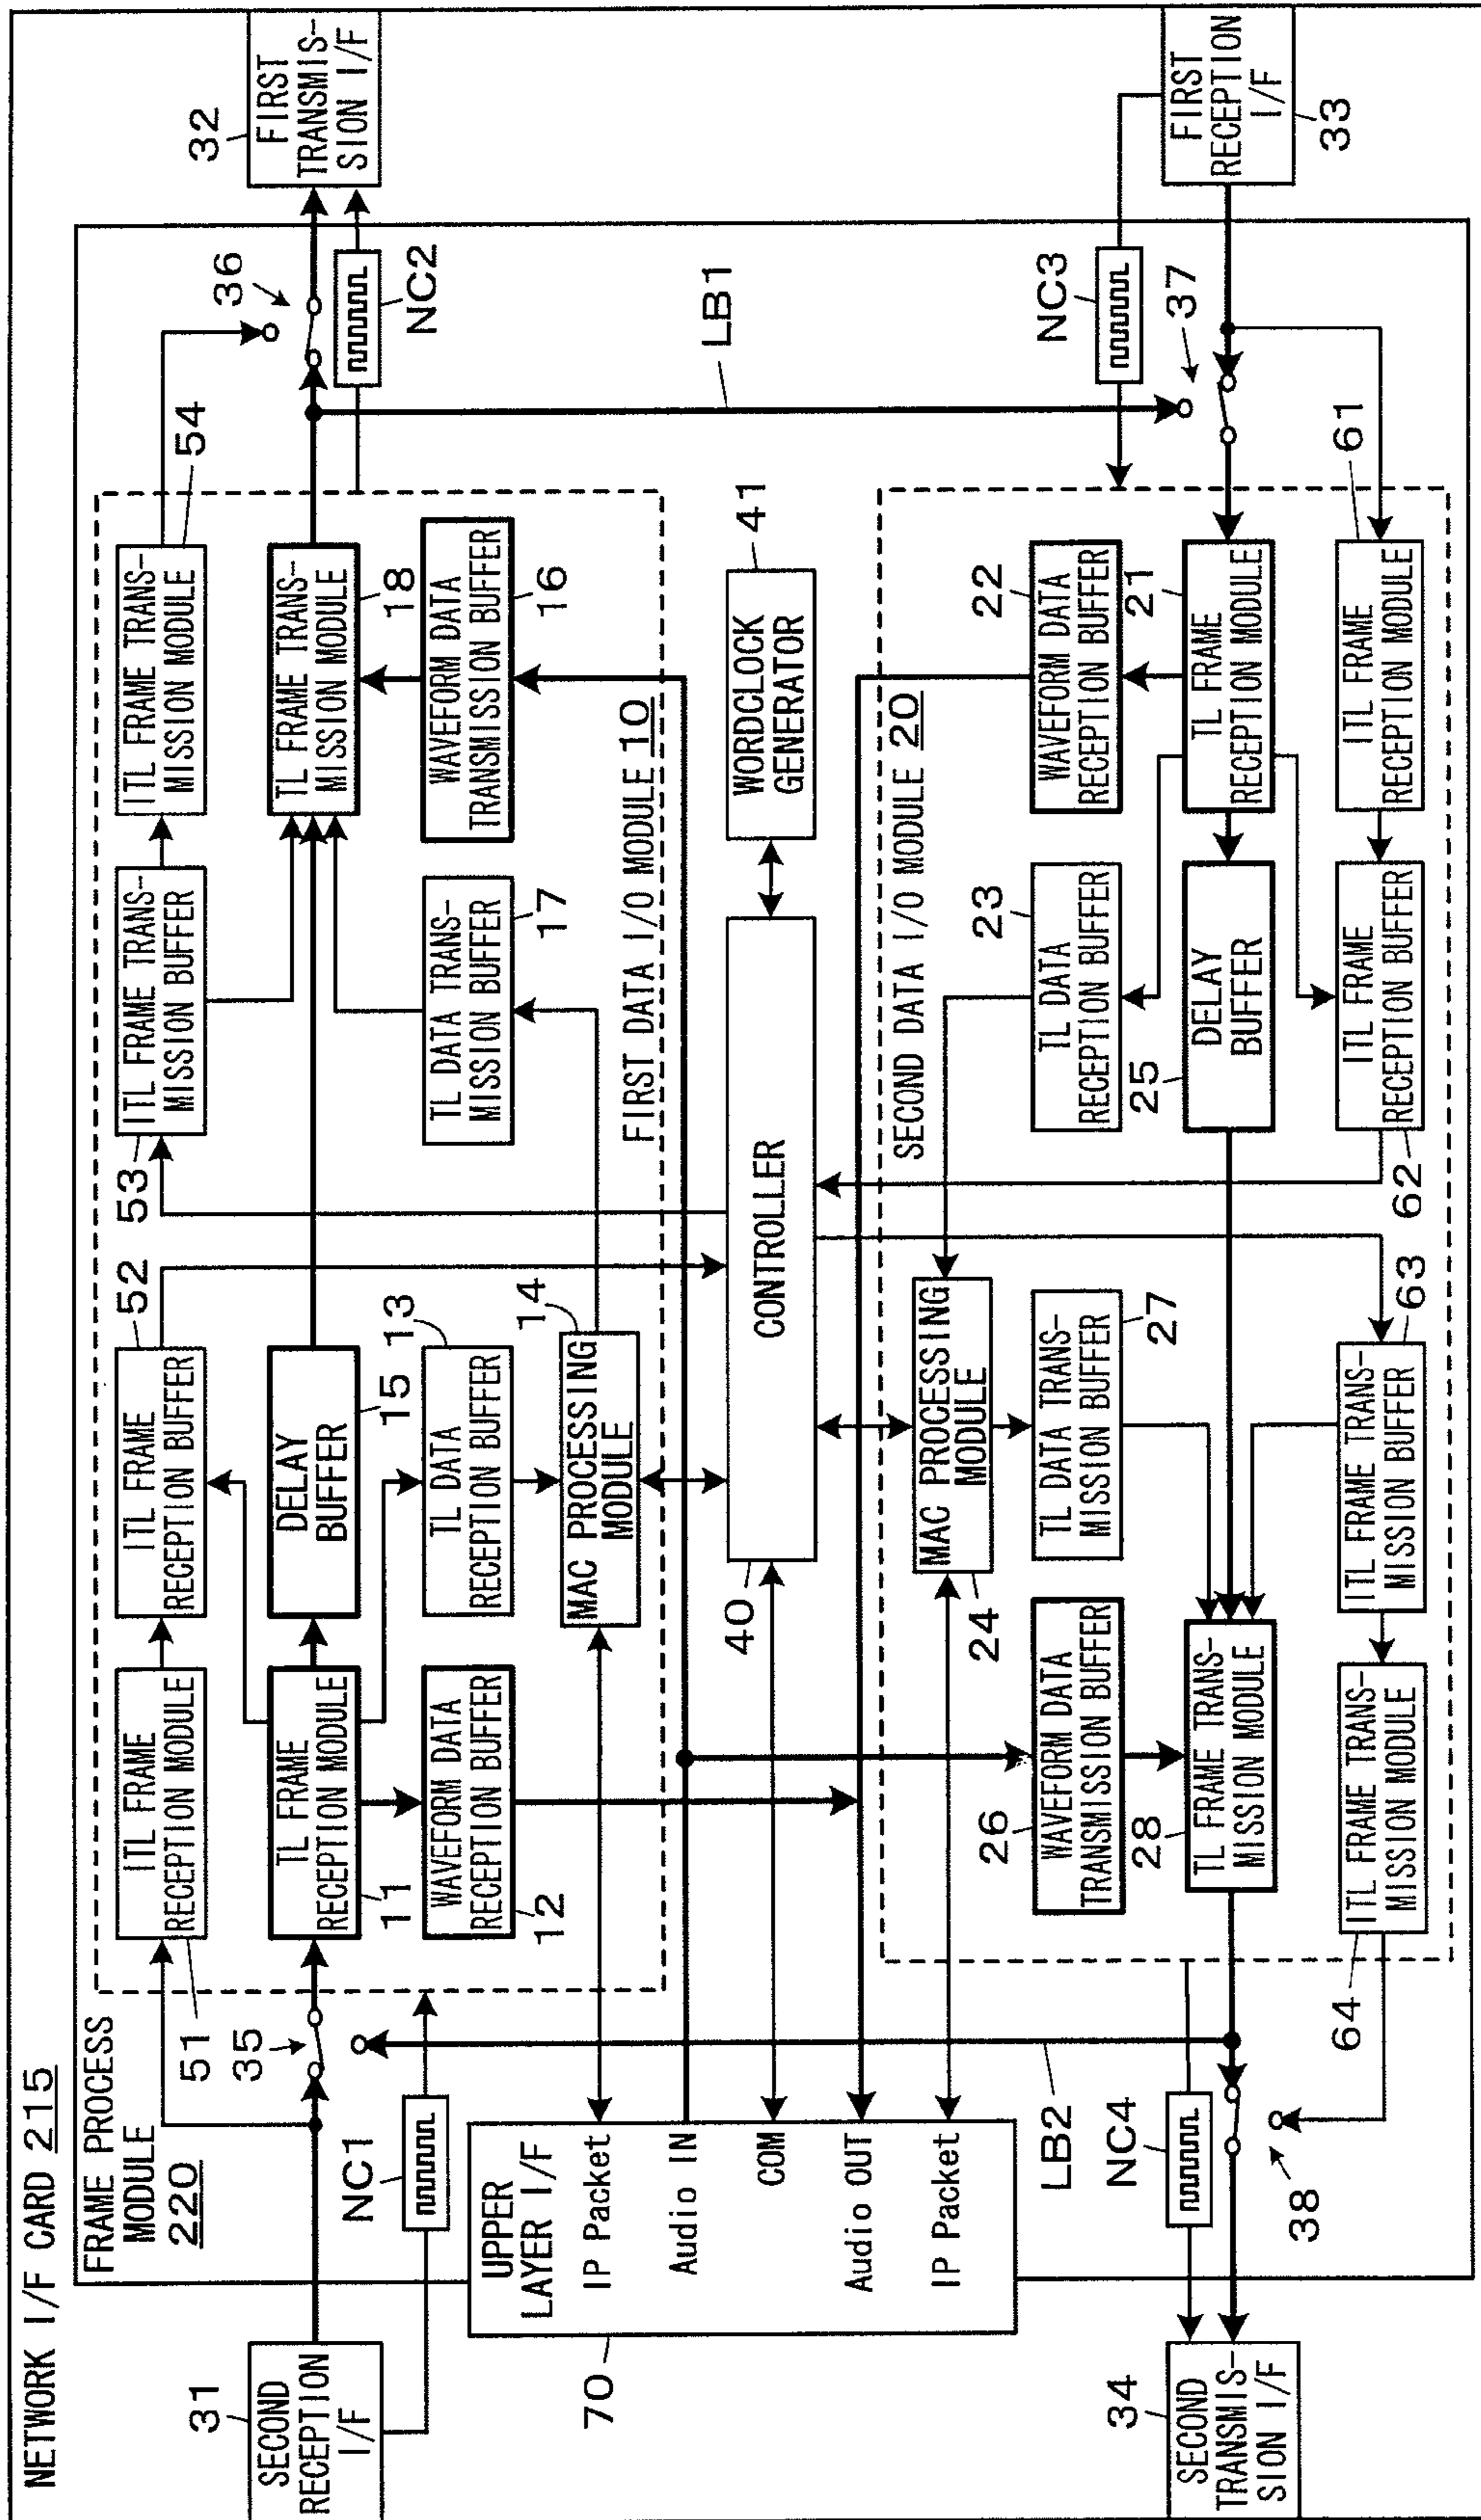 NETWORK I/F CARD 215
FRAME PROCESS
MODULE
220
31
SECOND
RECEPTION
I/F
NC1
35
51
ITL FRAME
RECEPTION MODULE
52
ITL FRAME
RECEPTION BUFFER
53
ITL FRAME TRANS-
MISSION BUFFER
54
ITL FRAME TRANS-
MISSION MODULE
36
32
FIRST
TRANSMIS-
SION I/F
NC2
TL FRAME
RECEPTION MODULE
11
DELAY
BUFFER
15
TL FRAME TRANS-
MISSION MODULE
18
WAVEFORM DATA
RECEPTION BUFFER
12
TL DATA
RECEPTION BUFFER
13
TL DATA TRANS-
MISSION BUFFER
17
WAVEFORM DATA
TRANSMISSION BUFFER
16
MAC PROCESSING
MODULE
14
FIRST DATA I/O MODULE 10
LB1
UPPER
LAYER I/F
IP Packet
Audio IN
COM
Audio OUT
IP Packet
70
40
CONTROLLER
WORDCLOCK
GENERATOR
41
SECOND DATA I/O MODULE 20
MAC PROCESSING
MODULE
24
LB2
NC4
NC3
37
26
WAVEFORM DATA
TRANSMISSION BUFFER
TL DATA TRANS-
MISSION BUFFER
27
23
TL DATA
RECEPTION BUFFER
WAVEFORM DATA
RECEPTION BUFFER
22
28
TL FRAME TRANS-
MISSION MODULE
25
DELAY
BUFFER
TL FRAME
RECEPTION MODULE
21
34
SECOND
TRANSMIS-
SION I/F
38
64
ITL FRAME TRANS-
MISSION MODULE
ITL FRAME TRANS-
MISSION BUFFER
63
62
ITL FRAME
RECEPTION BUFFER
ITL FRAME
RECEPTION MODULE
61
FIRST
RECEPTION
I/F
33